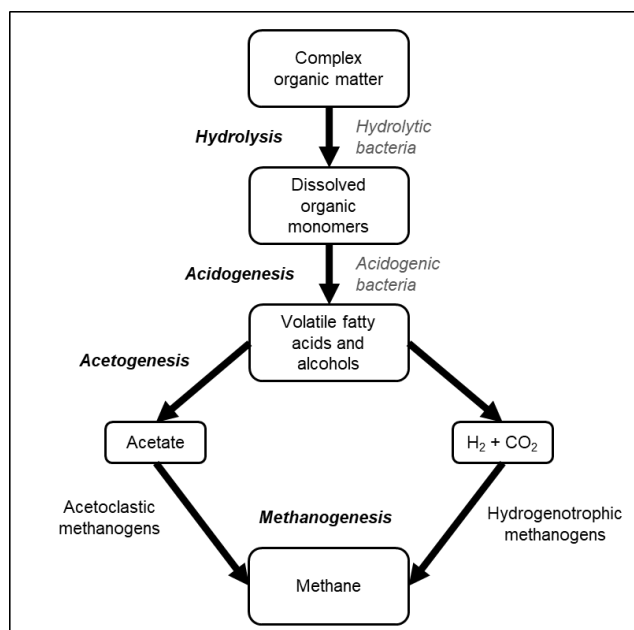 Complex
organic matter
Hydrolysis
Hydrolytic
bacteria
Dissolved
organic
monomers
Acidogenesis
Acidogenic
bacteria
Volatile fatty
acids and
alcohols
Acetogenesis
Acetate
H₂ + CO₂
Acetoclastic
methanogens
Methanogenesis
Hydrogenotrophic
methanogens
Methane